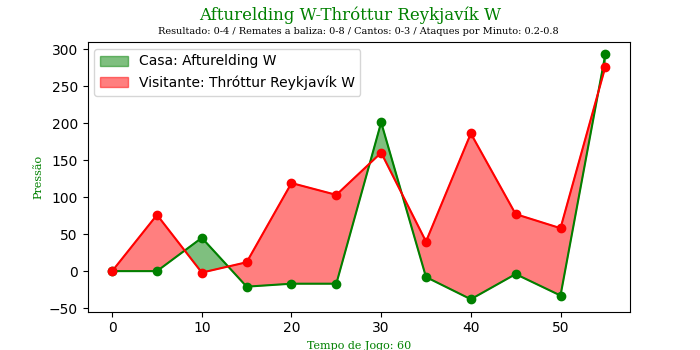 Afturelding W-Thróttur Reykjavík W
Resultado: 0-4 / Remates a baliza: 0-8 / Cantos: 0-3 / Ataques por Minuto: 0.2-0.8
Casa: Afturelding W
Visitante: Thróttur Reykjavík W
Pressão
300
250
200
150
100
50
0
−50
0 10 20 30 40 50
Tempo de Jogo: 60